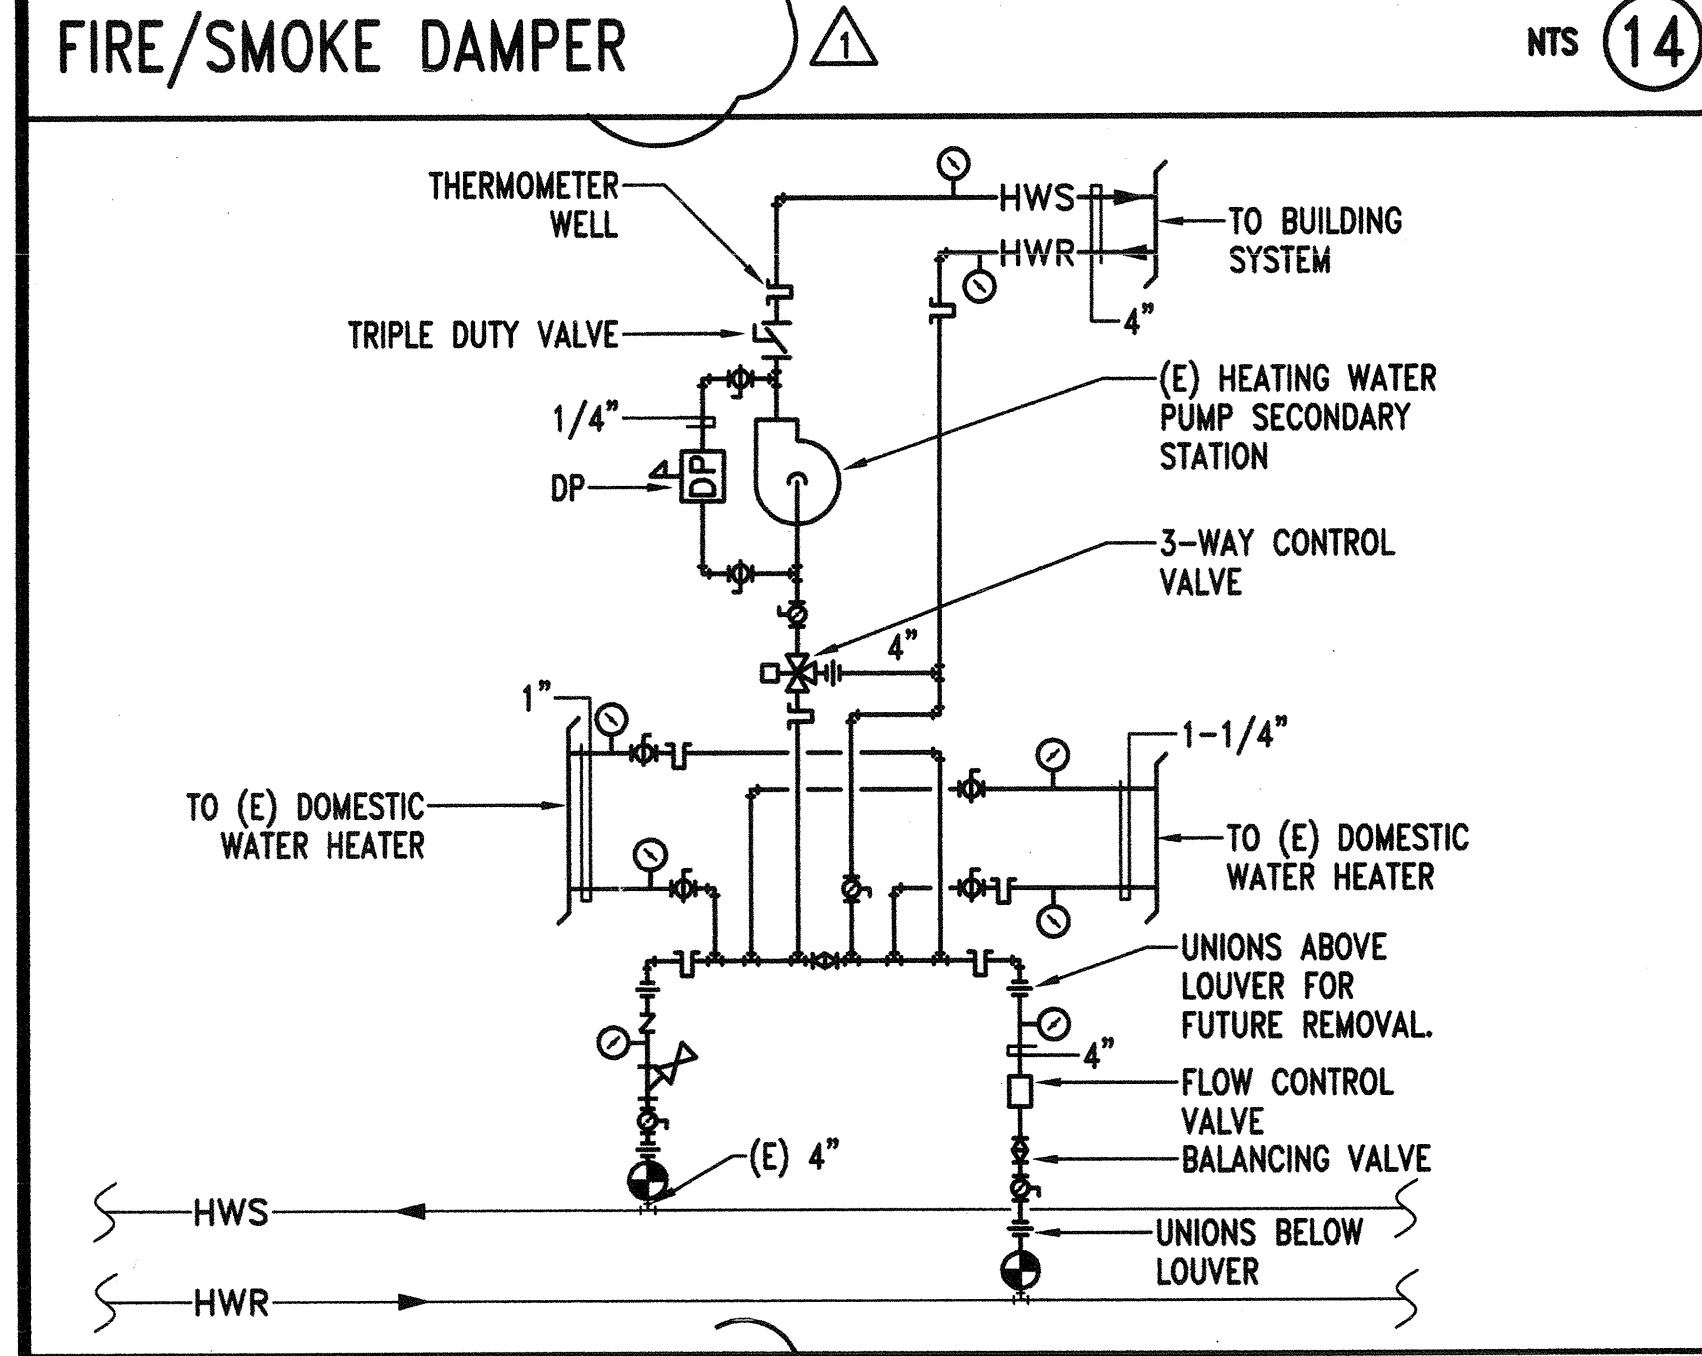 FIRE/SMOKE DAMPER
1
NTS
14
THERMOMETER
WELL
HWS
TO BUILDING
SYSTEM
HWR
4"
TRIPLE DUTY VALVE
(E) HEATING WATER
PUMP SECONDARY
STATION
1/4"
DP
DP
3-WAY CONTROL
VALVE
4"
1"
1-1/4"
TO (E) DOMESTIC
WATER HEATER
TO (E) DOMESTIC
WATER HEATER
UNIONS ABOVE
LOUVER FOR
FUTURE REMOVAL.
4"
FLOW CONTROL
VALVE
BALANCING VALVE
(E) 4"
HWS
UNIONS BELOW
LOUVER
HWR